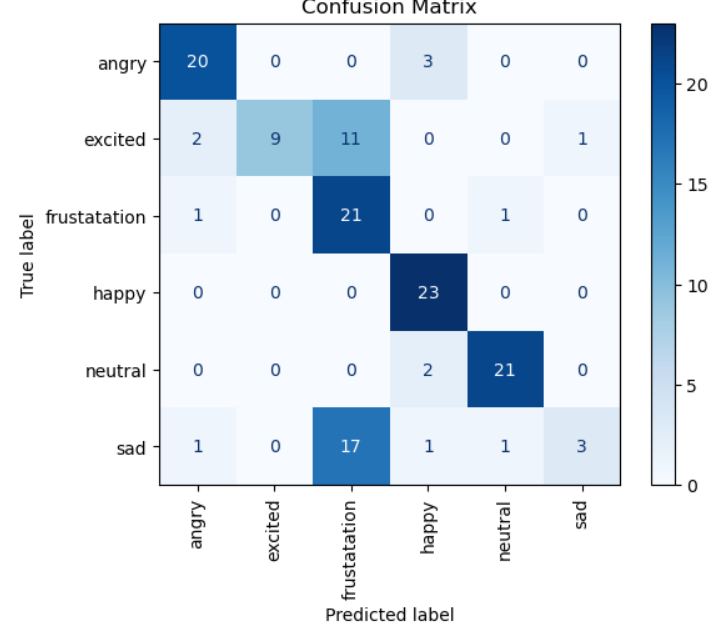 Confusion Matrix
angry 20 0 0 3 0 0
excited 2 9 11 0 0 1
frustatation 1 0 21 0 1 0
happy 0 0 0 23 0 0
neutral 0 0 0 2 21 0
sad 1 0 17 1 1 3
True label
angry excited frustatation happy neutral sad
Predicted label
20
15
10
5
0